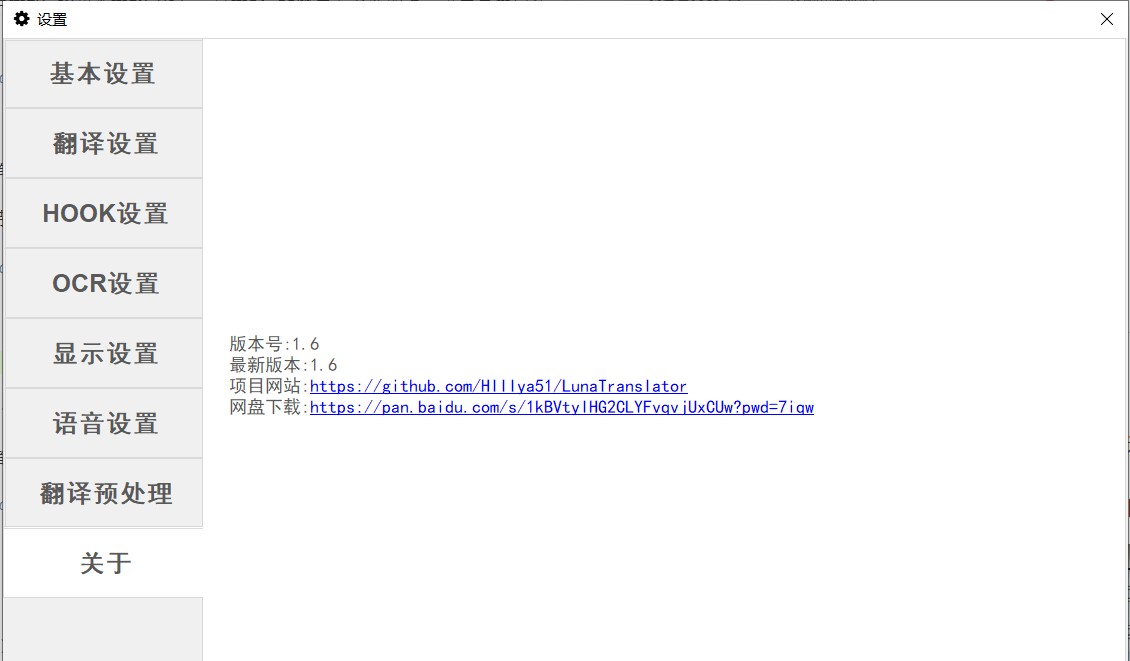 设置
基本设置
翻译设置
HOOK设置
OCR设置
显示设置
语音设置
翻译预处理
关于
版本号:1.6
最新版本:1.6
项目网站:https://github.com/HIllya51/LunaTranslator
网盘下载:https://pan.baidu.com/s/1kBVtylHG2CLYFvqvjUxCUw?pwd=7iqw